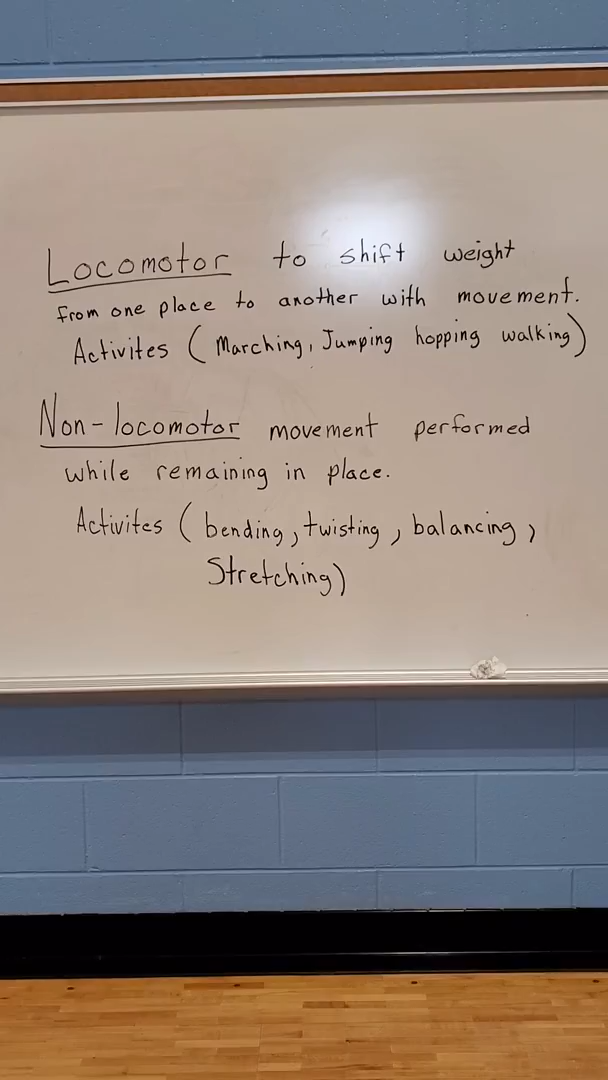 Locomotor to shift weight
from one place to another with movement.
Activites (Marching, Jumping hopping walking)
Non-locomotor movement performed
while remaining in place.
Activites (bending, twisting, balancing,
Stretching)